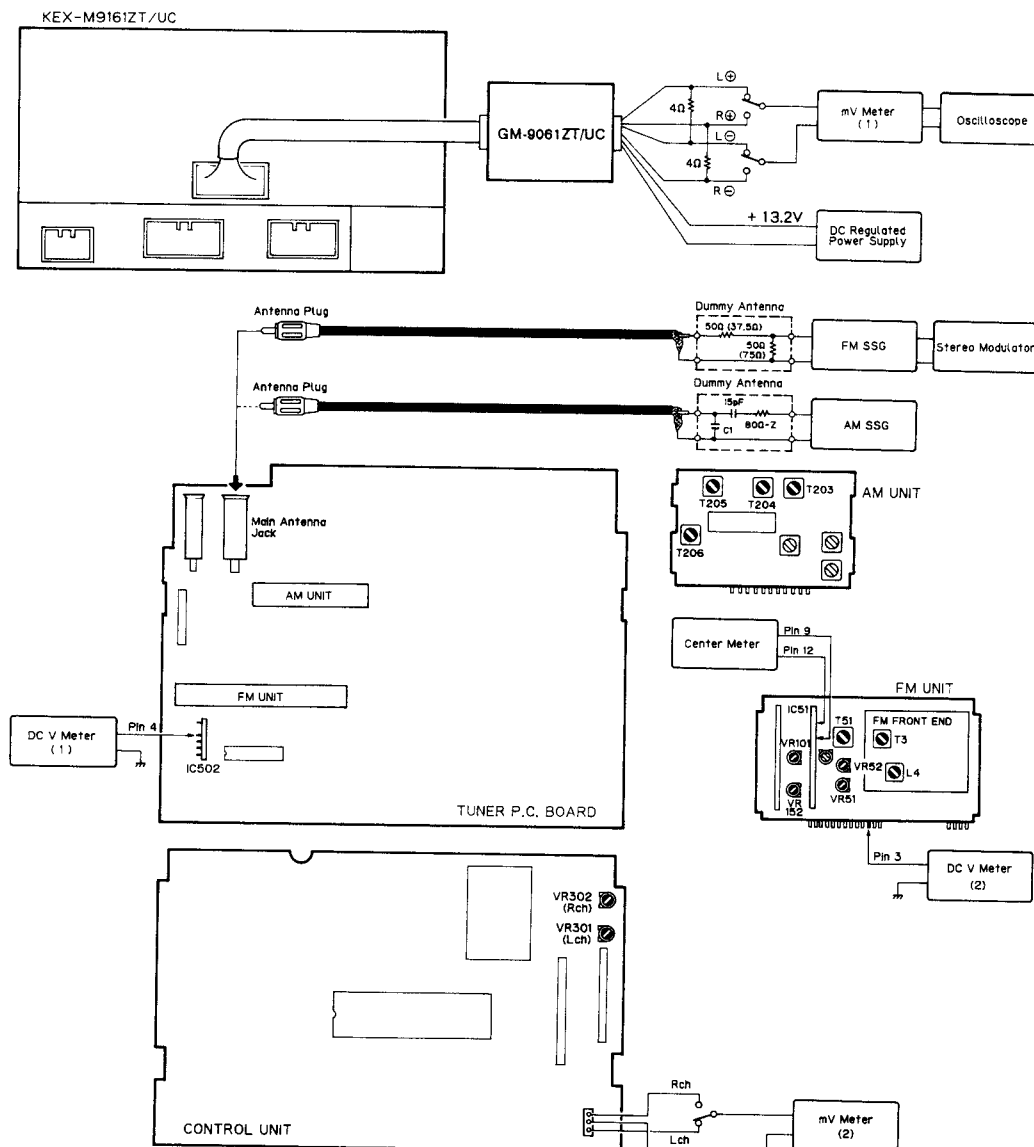 KEX-M9161ZT/UC
GM-9061ZT/UC
L⊕
4Ω
R⊕
L⊖
4Ω
R⊖
mV Meter
(1)
Oscilloscope
+ 13.2V
DC Regulated
Power Supply
Antenna Plug
Dummy Antenna
50Ω (37.5Ω)
50Ω
(75Ω)
FM SSG
Stereo Modulator
Antenna Plug
Dummy Antenna
15pF
C1
80Ω-Z
AM SSG
Main Antenna
Jack
AM UNIT
FM UNIT
DC V Meter
(1)
Pin 4
IC502
TUNER P.C. BOARD
AM UNIT
T205
T204
T203
T206
Center Meter
Pin 9
Pin 12
FM UNIT
IC51
T51
FM FRONT END
T3
VR101
VR52
L4
VR
152
VR51
Pin 3
DC V Meter
(2)
VR302
(Rch)
VR301
(Lch)
CONTROL UNIT
Rch
Lch
mV Meter
(2)